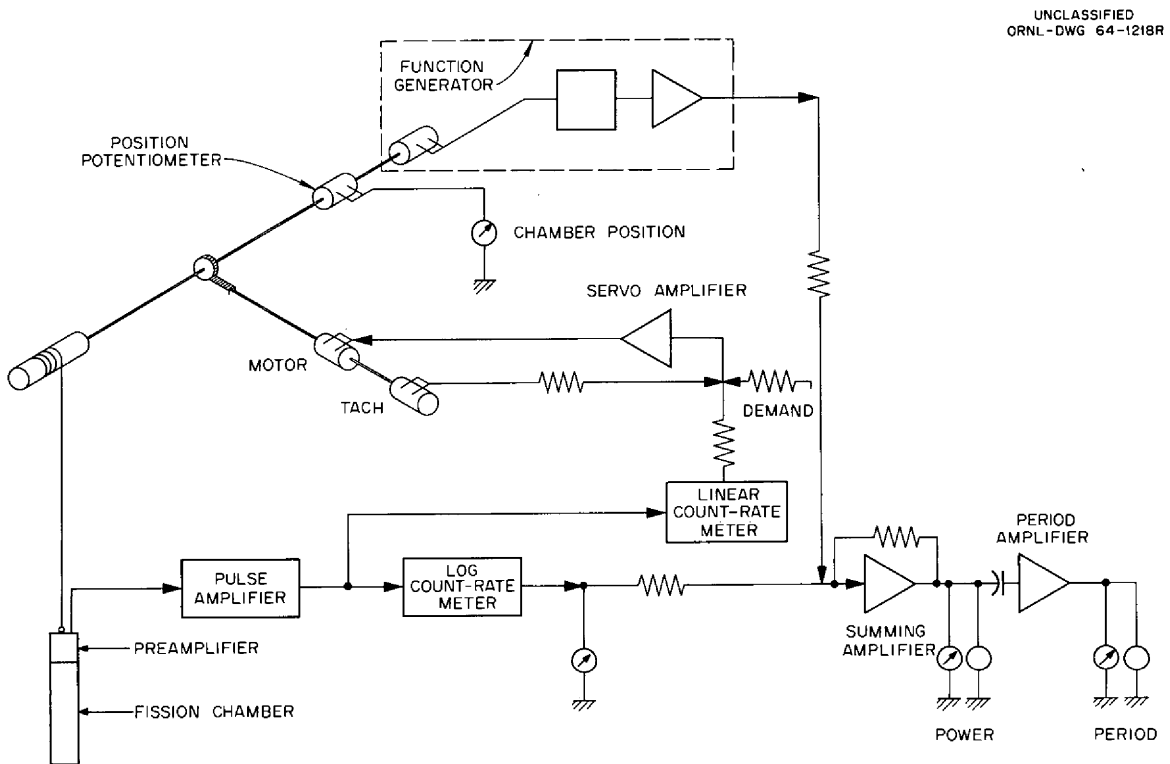 UNCLASSIFIED
ORNL-DWG 64-1218R
FUNCTION
GENERATOR
POSITION
POTENTIOMETER
CHAMBER POSITION
SERVO AMPLIFIER
MOTOR
TACH
DEMAND
LINEAR
COUNT-RATE
METER
PERIOD
AMPLIFIER
PULSE
AMPLIFIER
LOG
COUNT-RATE
METER
SUMMING
AMPLIFIER
PREAMPLIFIER
FISSION CHAMBER
POWER
PERIOD